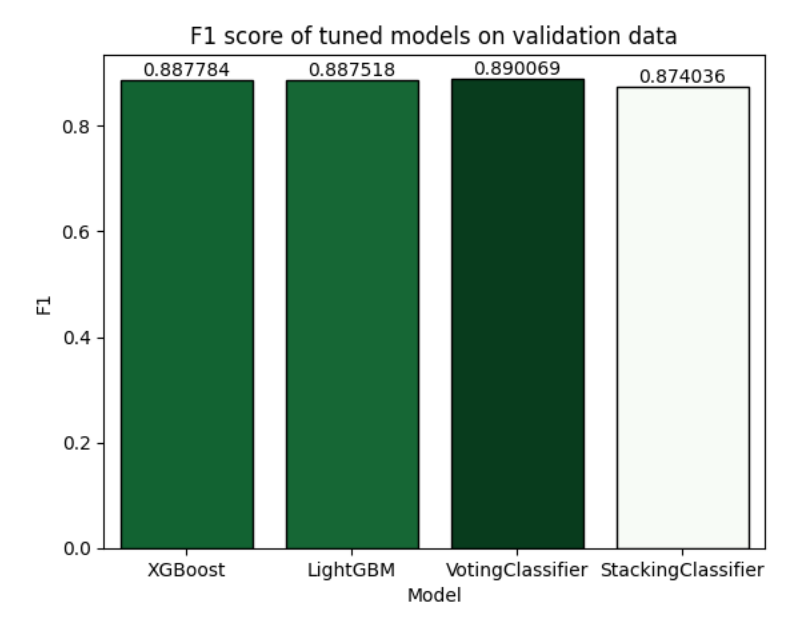 F1 score of tuned models on validation data
0.887784 0.887518 0.890069 0.874036
0.8
0.6
0.4
0.2
0.0
F1
XGBoost LightGBM VotingClassifier StackingClassifier
Model